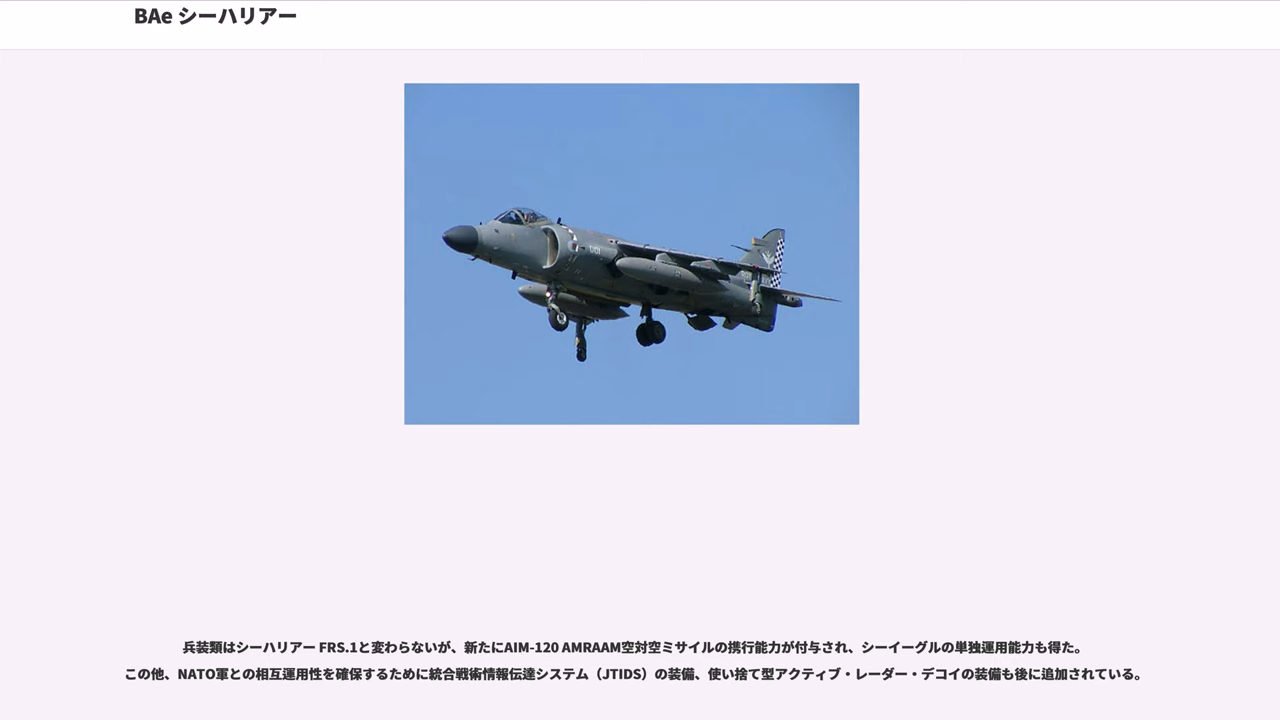 BAe シーハリアー
兵装類はシーハリアー FRS.1と変わらないが、新たにAIM-120 AMRAAM空対空ミサイルの携行能力が付与され、シーイーグルの単独運用能力も得た。
この他、NATO軍との相互運用性を確保するために統合戦術情報伝達システム（JTIDS）の装備、使い捨て型アクティブ・レーダー・デコイの装備も後に追加されている。